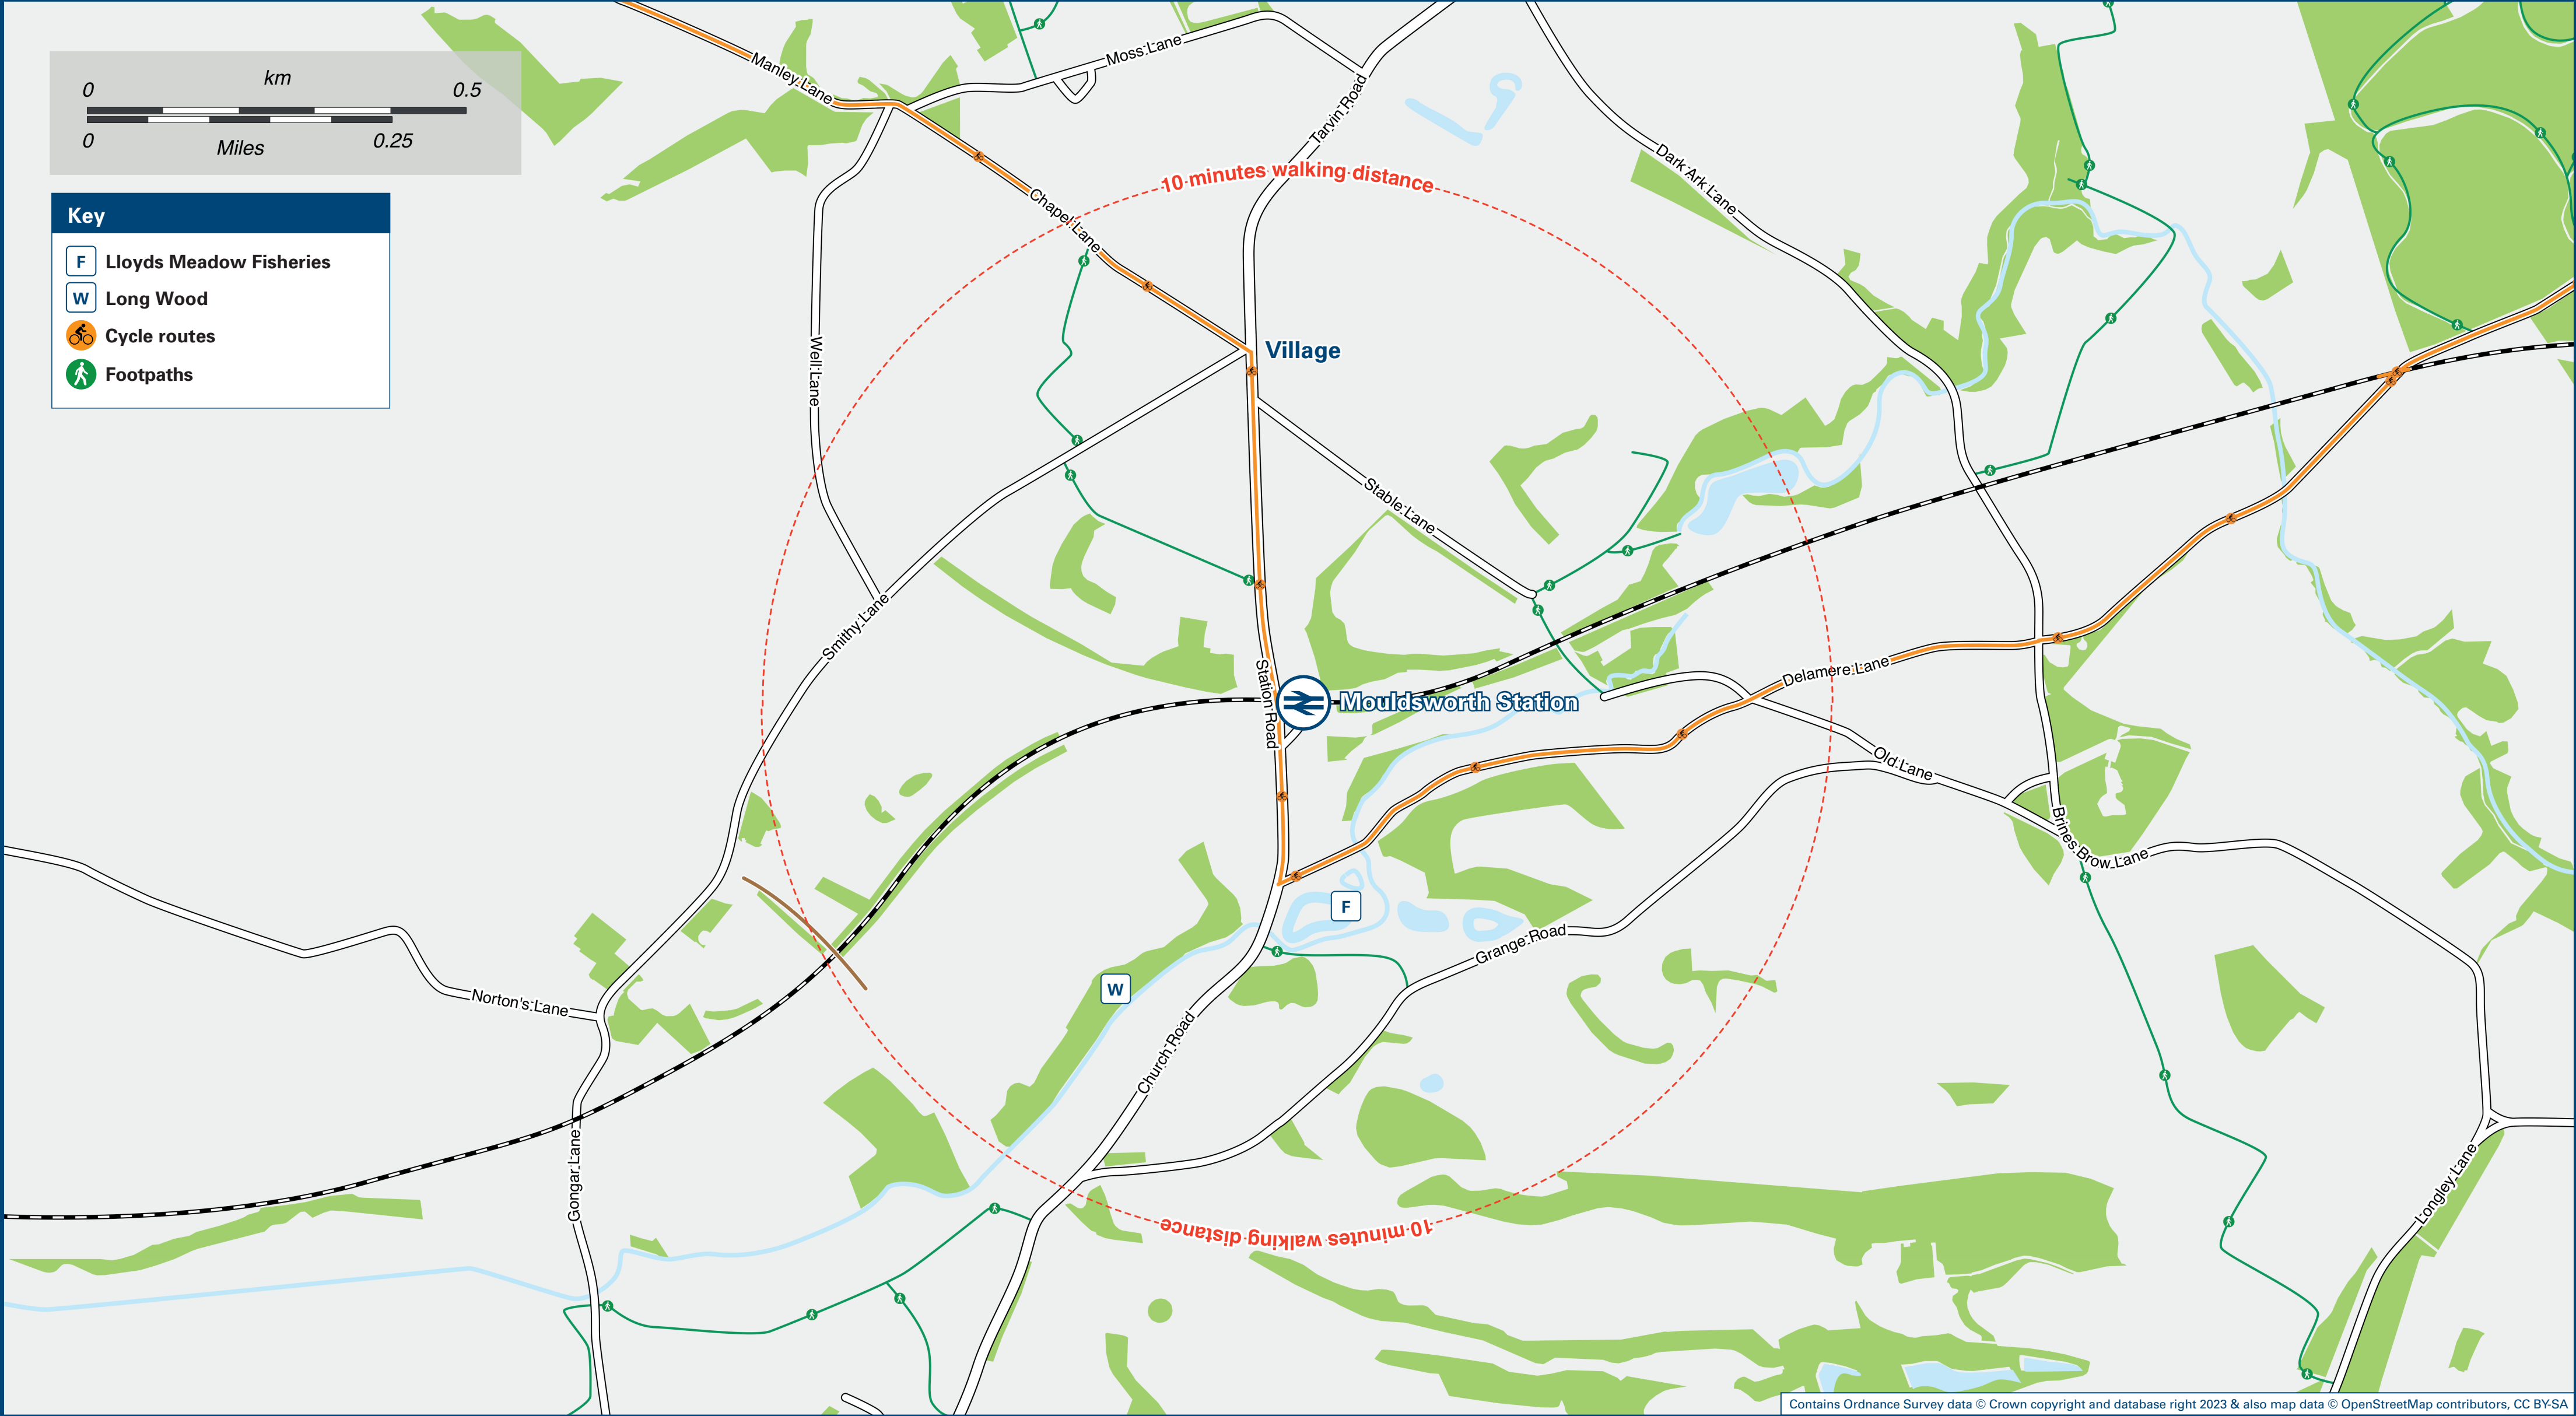 Manley Lane
Moss Lane
km
0
0.5
0
0.25
Miles
Tarvin Road
Dark Ark Lane
10 minutes walking distance
Key
F Lloyds Meadow Fisheries
W Long Wood
Cycle routes
Footpaths
Chapel Lane
Well Lane
Village
Stable Lane
Smithy Lane
Station Road
Mouldsworth Station
Delamere Lane
Old Lane
Brines Brow Lane
F
Grange Road
W
Norton's Lane
Church Road
Gongar Lane
Longley Lane
10 minutes walking distance
Contains Ordnance Survey data © Crown copyright and database right 2023 & also map data © OpenStreetMap contributors, CC BY-SA